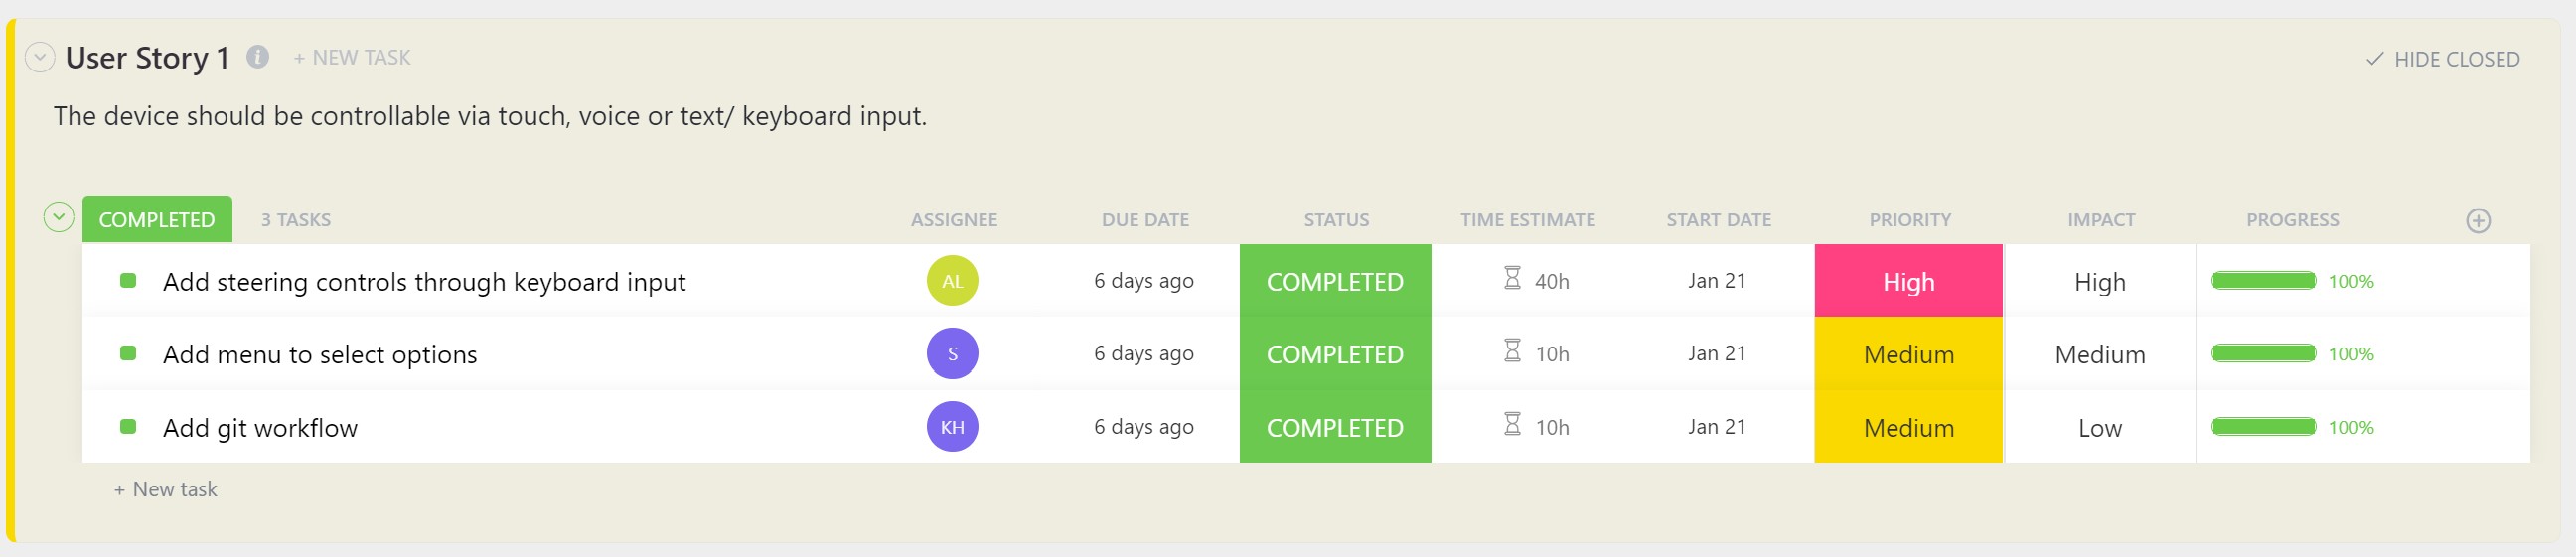 User Story 1 i + NEW TASK HIDE CLOSED
The device should be controllable via touch, voice or text/ keyboard input.
COMPLETED 3 TASKS ASSIGNEE DUE DATE STATUS TIME ESTIMATE START DATE PRIORITY IMPACT PROGRESS
Add steering controls through keyboard input AL 6 days ago COMPLETED 40h Jan 21 High High 100%
Add menu to select options S 6 days ago COMPLETED 10h Jan 21 Medium Medium 100%
Add git workflow KH 6 days ago COMPLETED 10h Jan 21 Medium Low 100%
+ New task